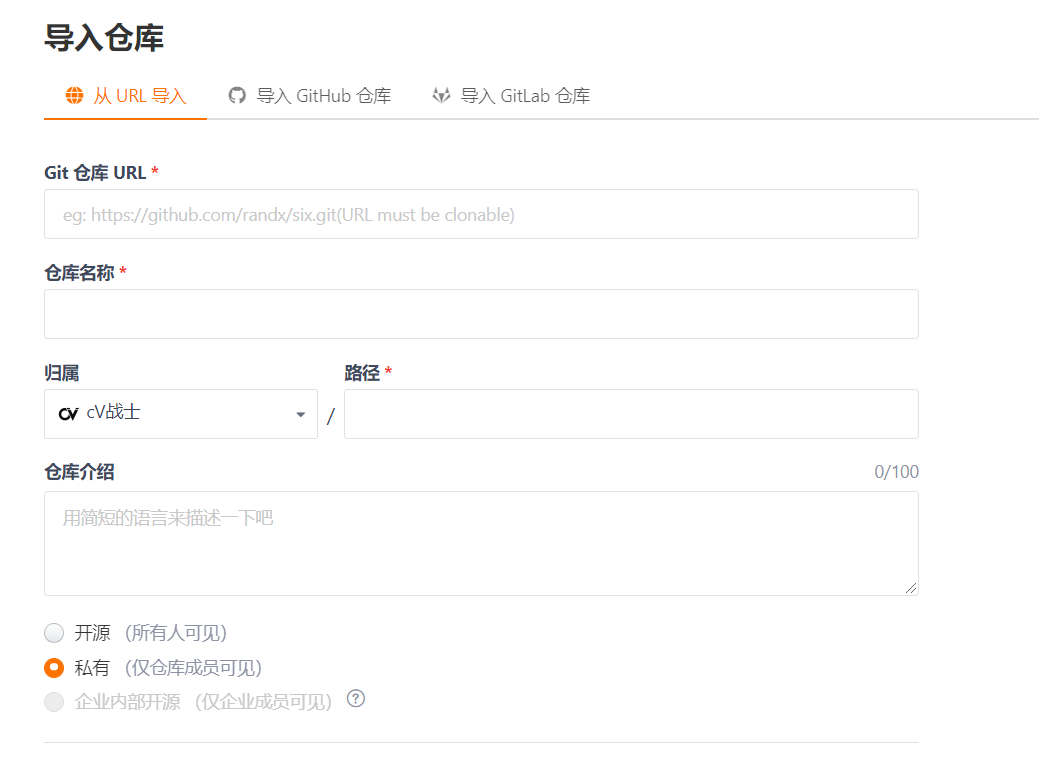 导入仓库
从 URL 导入 导入 GitHub 仓库 导入 GitLab 仓库
Git 仓库 URL *
eg: https://github.com/randx/six.git(URL must be clonable)
仓库名称 *
归属 路径 *
CV cV战士 /
仓库介绍 0/100
用简短的语言来描述一下吧
开源 (所有人可见)
私有 (仅仓库成员可见)
企业内部开源 (仅企业成员可见) ?